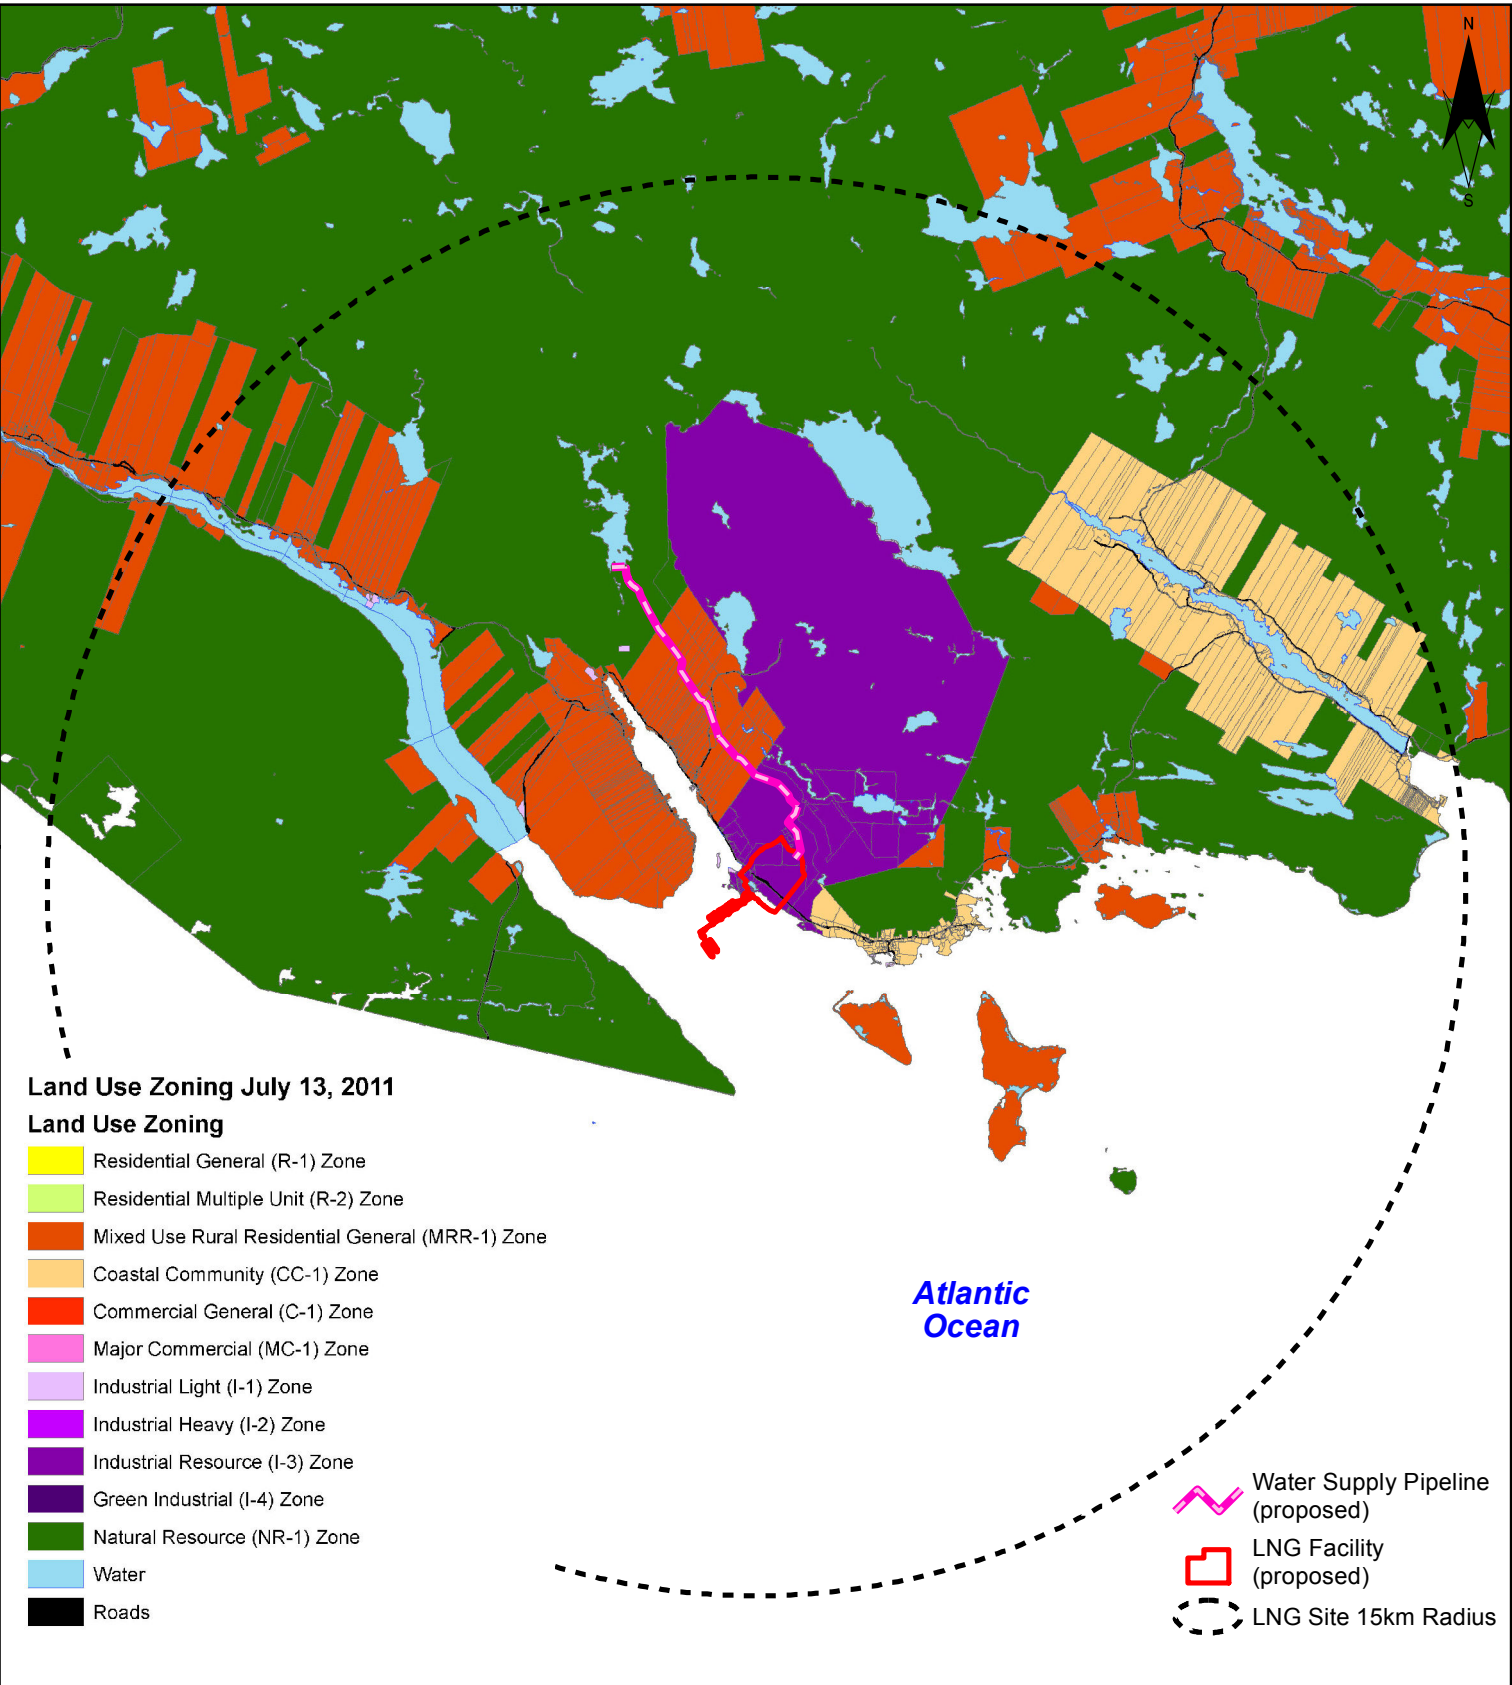 N
S
Land Use Zoning July 13, 2011
Land Use Zoning
Residential General (R-1) Zone
Residential Multiple Unit (R-2) Zone
Mixed Use Rural Residential General (MRR-1) Zone
Coastal Community (CC-1) Zone
Commercial General (C-1) Zone
Major Commercial (MC-1) Zone
Industrial Light (I-1) Zone
Industrial Heavy (I-2) Zone
Industrial Resource (I-3) Zone
Green Industrial (I-4) Zone
Natural Resource (NR-1) Zone
Water
Roads
Atlantic
Ocean
Water Supply Pipeline
(proposed)
LNG Facility
(proposed)
LNG Site 15km Radius